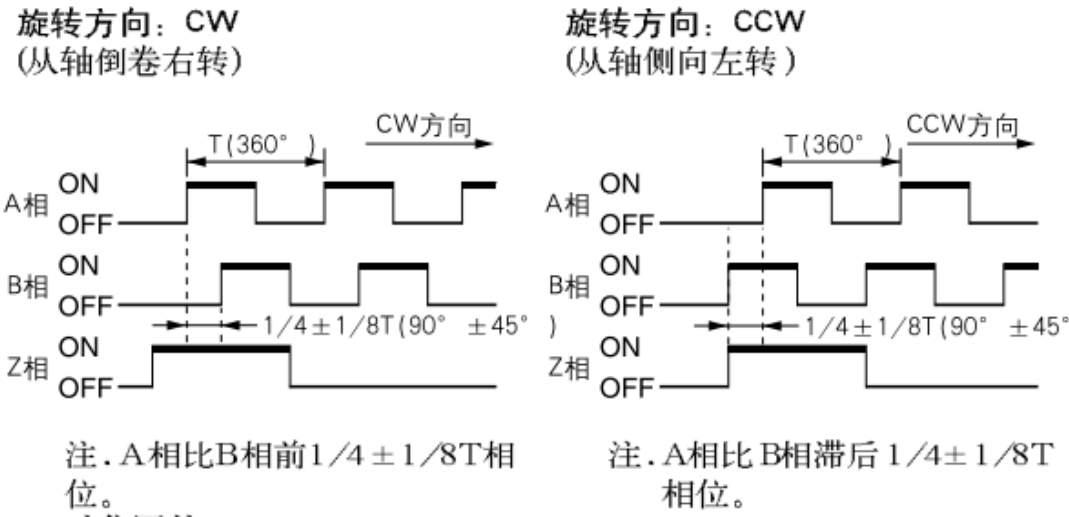 旋转方向：CW
(从轴倒卷右转)
CW方向
T(360° )
A相 ON
OFF
B相 ON
OFF
1/4±1/8T(90° ±45° )
Z相 ON
OFF
注．A相比B相前1/4±1/8T相
位。
旋转方向：CCW
(从轴侧向左转)
CCW方向
T(360° )
A相 ON
OFF
B相 ON
OFF
1/4±1/8T(90° ±45°
Z相 ON
OFF
注．A相比B相滞后1/4±1/8T
相位。